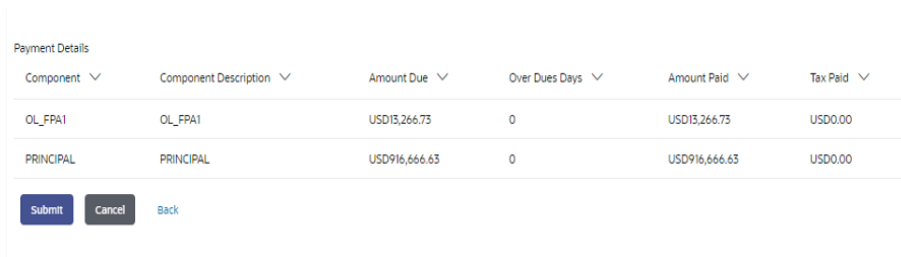 Payment Details
Component Component Description Amount Due Over Dues Days Amount Paid Tax Paid
OL_FPA1 OL_FPA1 USD13,266.73 0 USD13,266.73 USD0.00
PRINCIPAL PRINCIPAL USD916,666.63 0 USD916,666.63 USD0.00
Submit Cancel Back